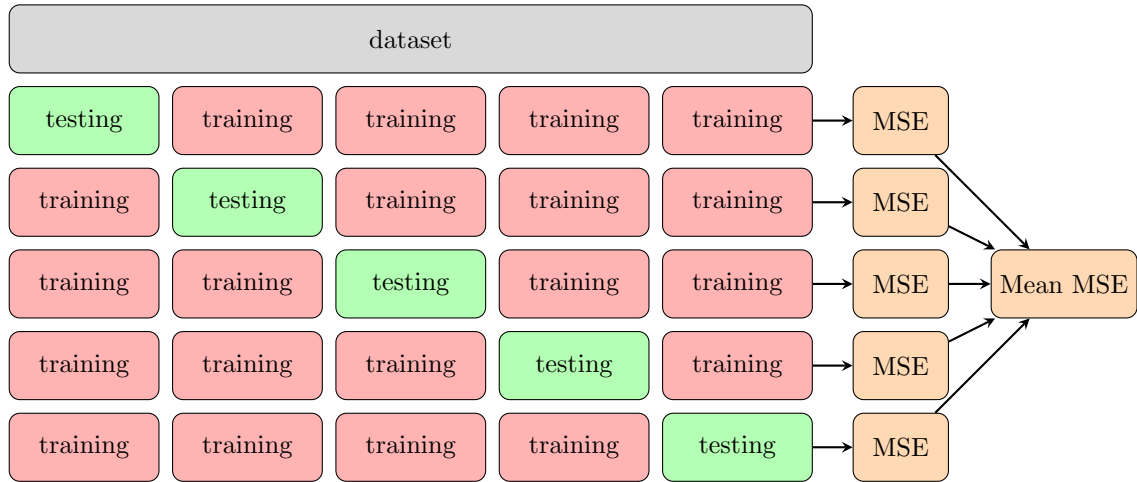 dataset
testing training training training training MSE
training testing training training training MSE
training training testing training training MSE Mean MSE
training training training testing training MSE
training training training training testing MSE